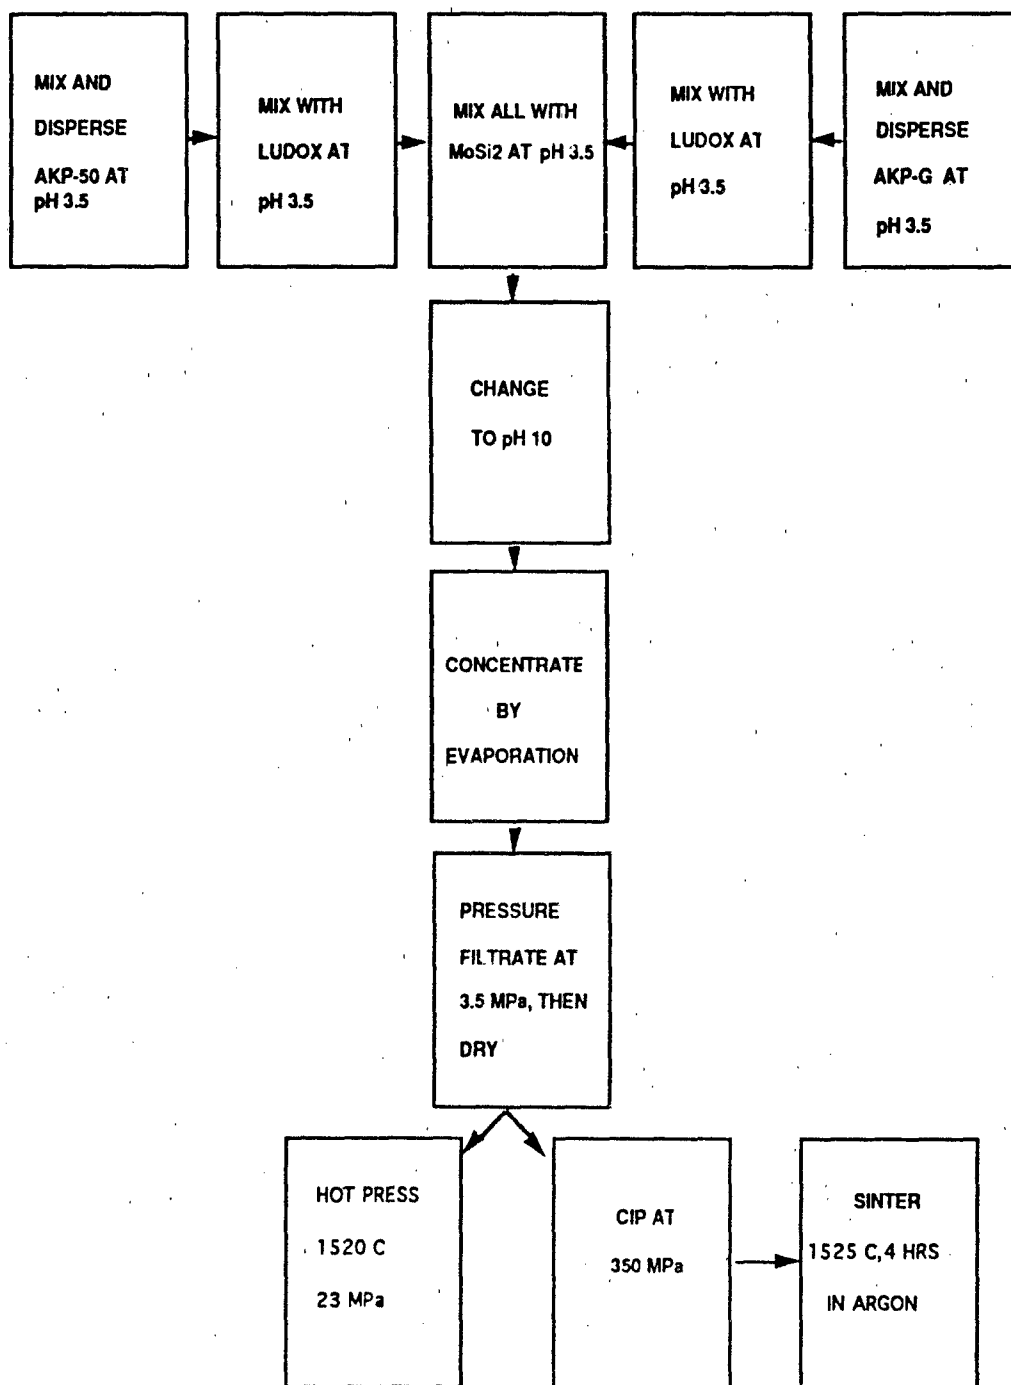 MIX AND
DISPERSE
AKP-50 AT
pH 3.5
MIX WITH
LUDOX AT
pH 3.5
MIX ALL WITH
MoSi2 AT pH 3.5
MIX WITH
LUDOX AT
pH 3.5
MIX AND
DISPERSE
AKP-G AT
pH 3.5
CHANGE
TO pH 10
CONCENTRATE
BY
EVAPORATION
PRESSURE
FILTRATE AT
3.5 MPa, THEN
DRY
HOT PRESS
1520 C
23 MPa
CIP AT
350 MPa
SINTER
1525 C, 4 HRS
IN ARGON